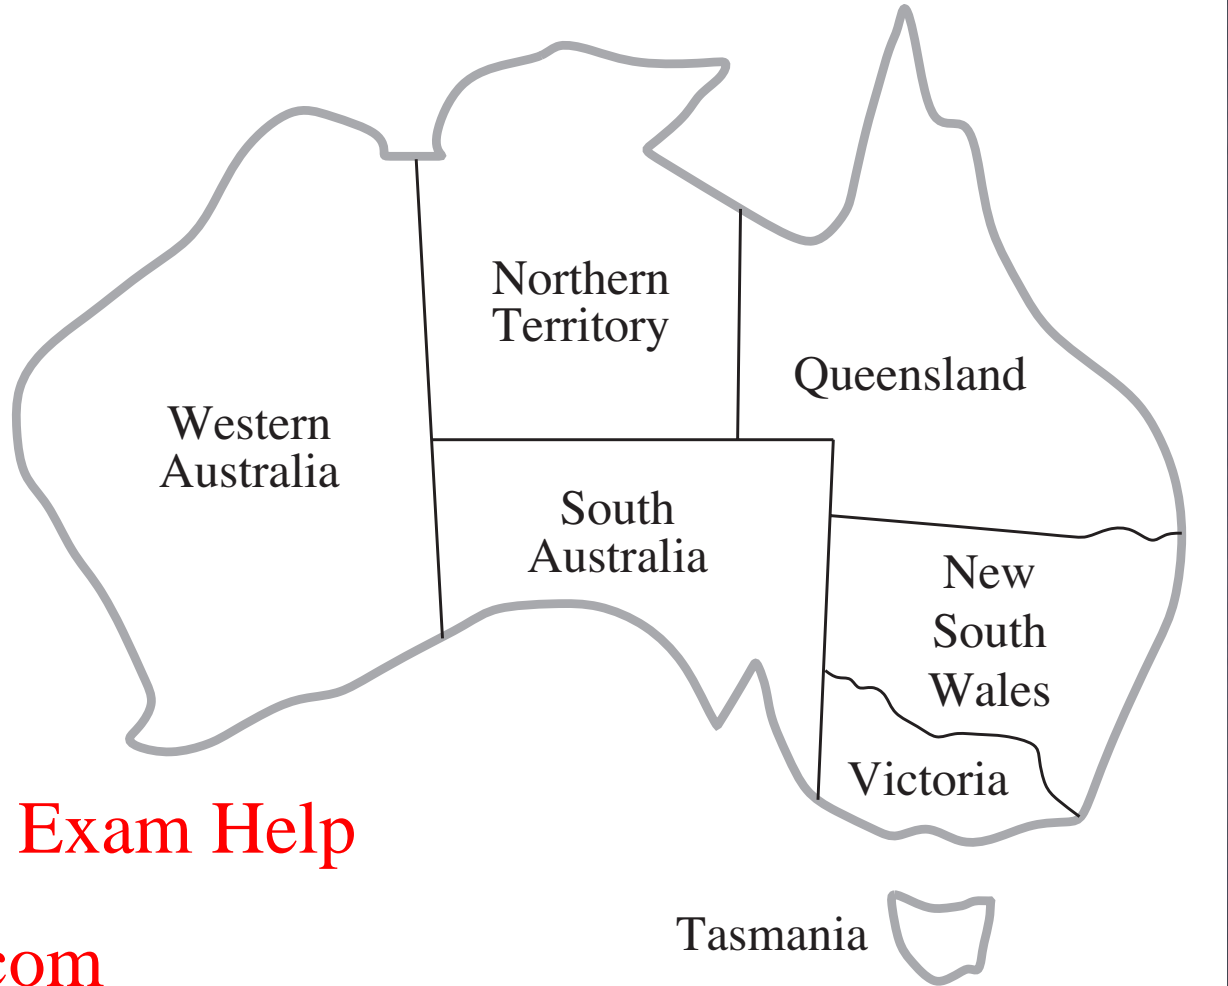 Northern
Territory
Queensland
Western
Australia
South
Australia
New
South
Wales
Victoria
Exam Help
Tasmania
com